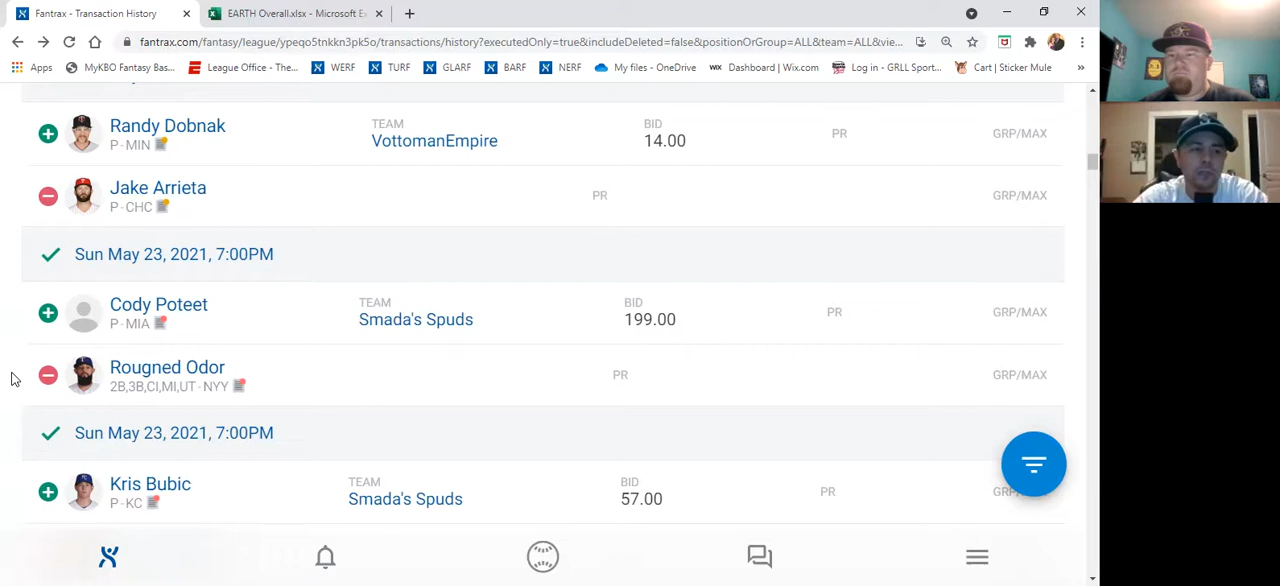 Fantrax - Transaction History
EARTH Overall.xlsx - Microsoft E
fantrax.com/fantasy/league/ypeqo5tnkkn3pk5o/transactions/history?executedOnly=true&includeDeleted=false&positionOrGroup=ALL&team=ALL&vie...
Apps
MyKBO Fantasy Bas...
League Office - The...
WERF
TURF
GLARF
BARF
NERF
My files - OneDrive
WIX
Dashboard | Wix.com
Log in - GRLL Sport...
Cart | Sticker Mule
»
Randy Dobnak
P - MIN
TEAM
VottomanEmpire
BID
14.00
PR
GRP/MAX
Jake Arrieta
P - CHC
PR
GRP/MAX
Sun May 23, 2021, 7:00PM
Cody Poteet
P - MIA
TEAM
Smada's Spuds
BID
199.00
PR
GRP/MAX
Rougned Odor
2B,3B,CI,MI,UT - NYY
PR
GRP/MAX
Sun May 23, 2021, 7:00PM
Kris Bubic
P - KC
TEAM
Smada's Spuds
BID
57.00
PR